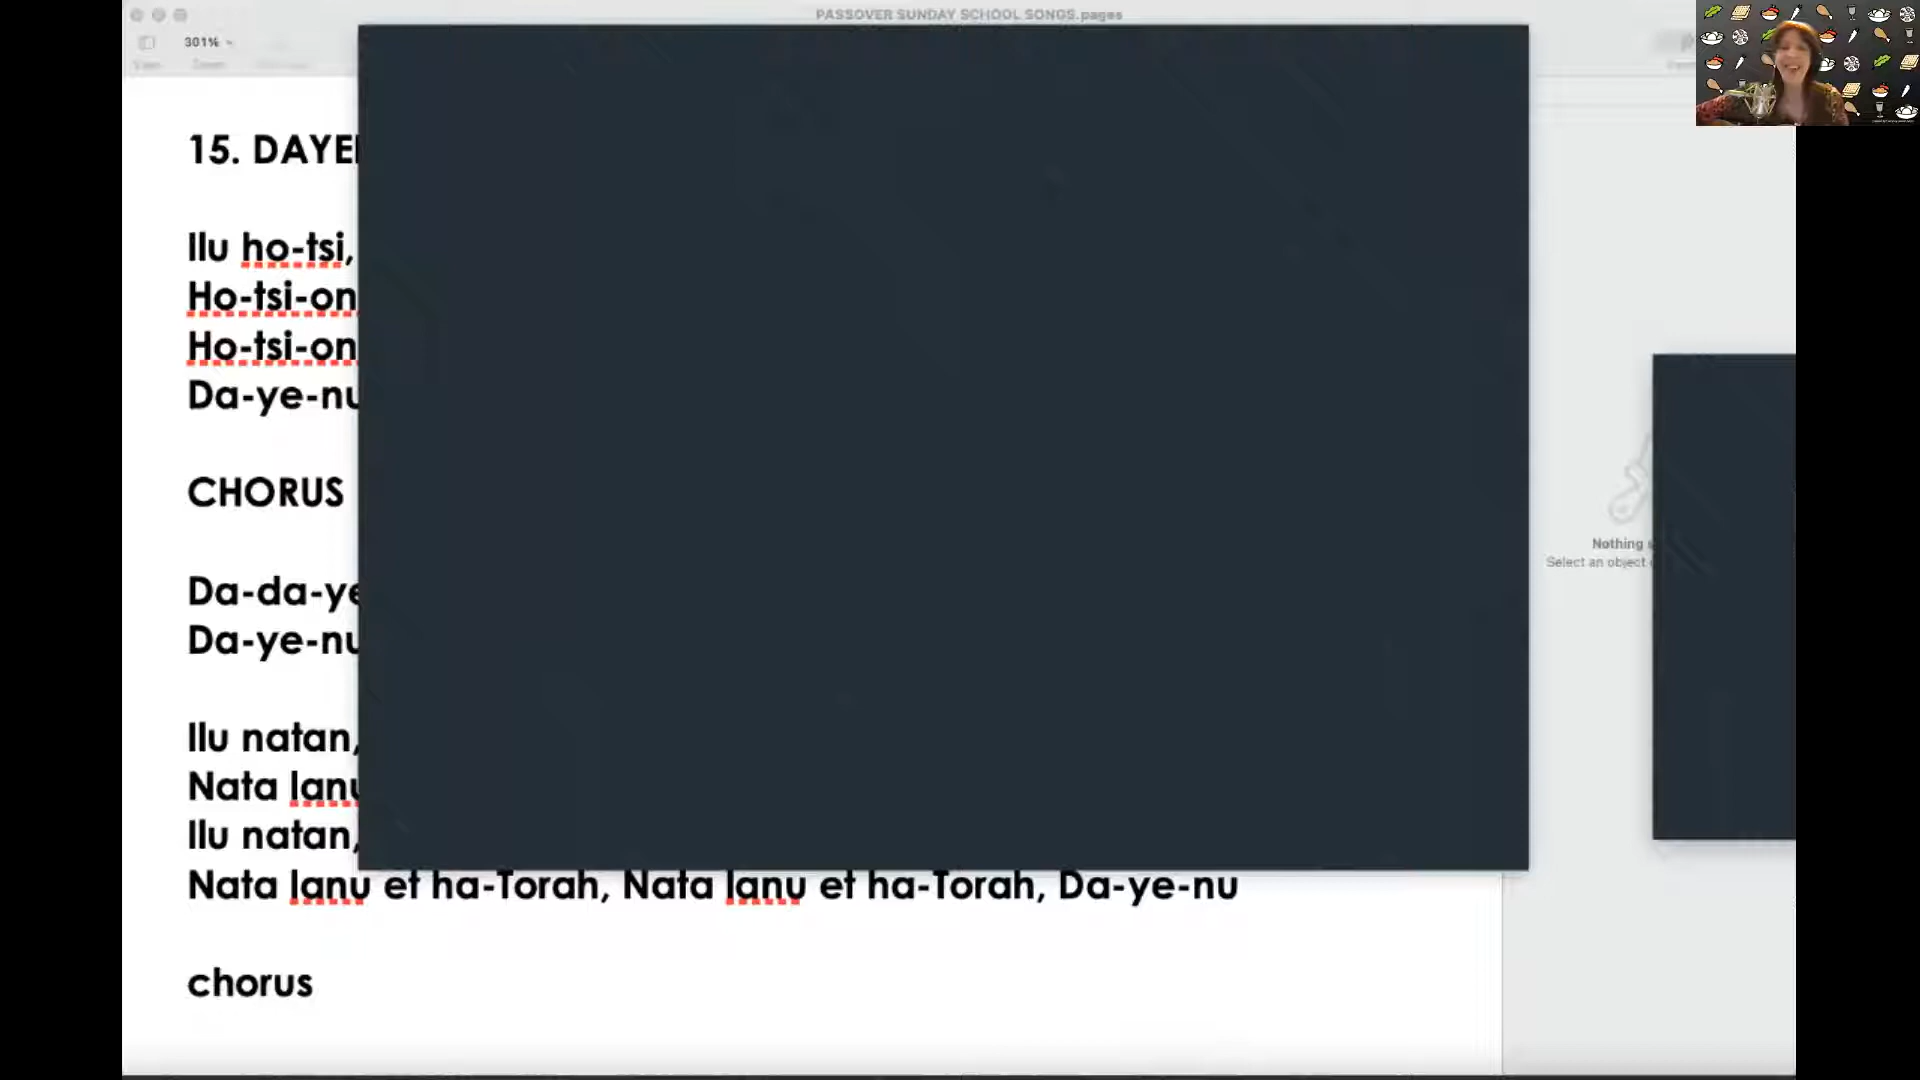 PASSOVER SUNDAY SCHOOL SONGS.pages
301%
15. DAYE
Ilu ho-tsi,
Ho-tsi-on
Ho-tsi-on
Da-ye-nu
CHORUS
Nothing
Select an object
Da-da-ye
Da-ye-nu
Ilu natan,
Nata lanu
Ilu natan,
Nata lanu et ha-Torah, Nata lanu et ha-Torah, Da-ye-nu
chorus